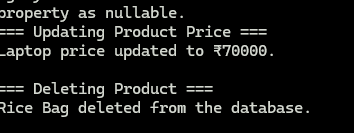 property as nullable.
=== Updating Product Price ===
Laptop price updated to ₹70000.
=== Deleting Product ===
Rice Bag deleted from the database.